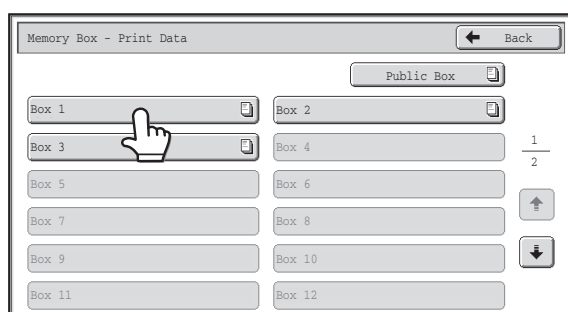 Memory Box - Print Data
Back
Public Box
Box 1
Box 2
Box 3
Box 4
1
2
Box 5
Box 6
Box 7
Box 8
Box 9
Box 10
Box 11
Box 12